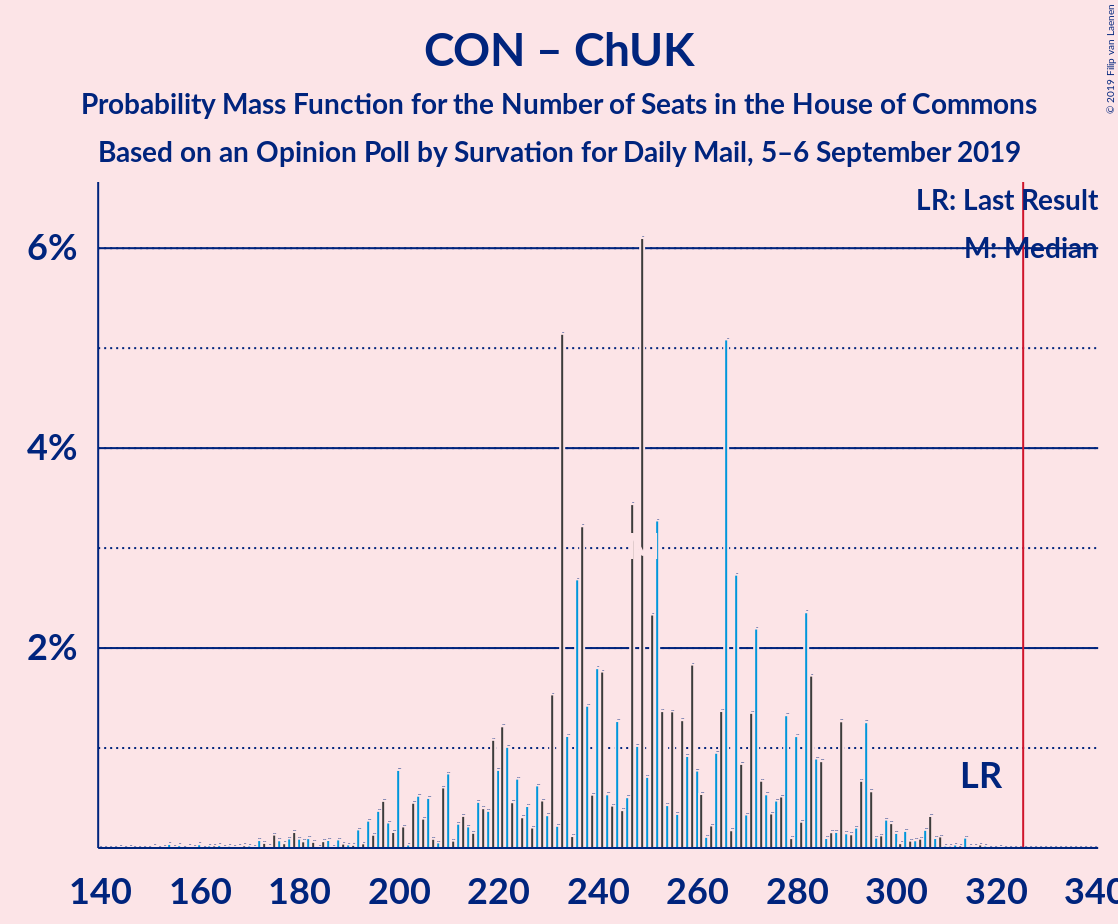 CON – ChUK
Probability Mass Function for the Number of Seats in the House of Commons
Based on an Opinion Poll by Survation for Daily Mail, 5–6 September 2019
© 2019 Filip van Laenen
LR: Last Result
M: Median
6%
4%
2%
LR
140 160 180 200 220 240 260 280 300 320 340